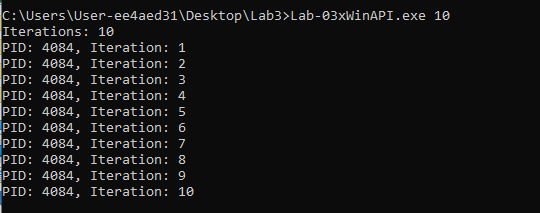 C:\Users\User-ee4aed31\Desktop\Lab3>Lab-03xWinAPI.exe 10
Iterations: 10
PID: 4084, Iteration: 1
PID: 4084, Iteration: 2
PID: 4084, Iteration: 3
PID: 4084, Iteration: 4
PID: 4084, Iteration: 5
PID: 4084, Iteration: 6
PID: 4084, Iteration: 7
PID: 4084, Iteration: 8
PID: 4084, Iteration: 9
PID: 4084, Iteration: 10